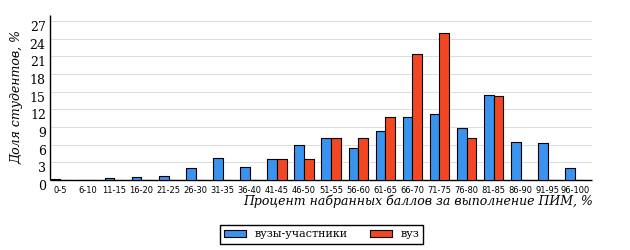 Доля студентов, %
27
24
21
18
15
12
9
6
3
0
0-5 6-10 11-15 16-20 21-25 26-30 31-35 36-40 41-45 46-50 51-55 56-60 61-65 66-70 71-75 76-80 81-85 86-90 91-95 96-100
Процент набранных баллов за выполнение ПИМ, %
вузы-участники вуз